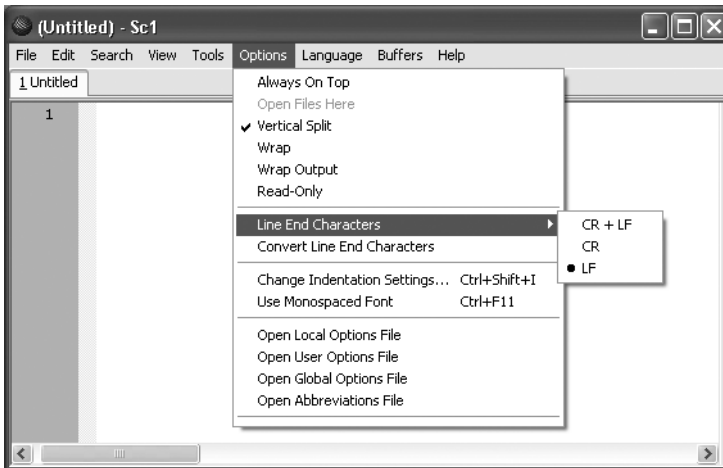 (Untitled) - Sc1
File Edit Search View Tools Options Language Buffers Help
1 Untitled
1
Always On Top
Open Files Here
Vertical Split
Wrap
Wrap Output
Read-Only
Line End Characters
CR + LF
CR
LF
Convert Line End Characters
Change Indentation Settings... Ctrl+Shift+I
Use Monospaced Font Ctrl+F11
Open Local Options File
Open User Options File
Open Global Options File
Open Abbreviations File